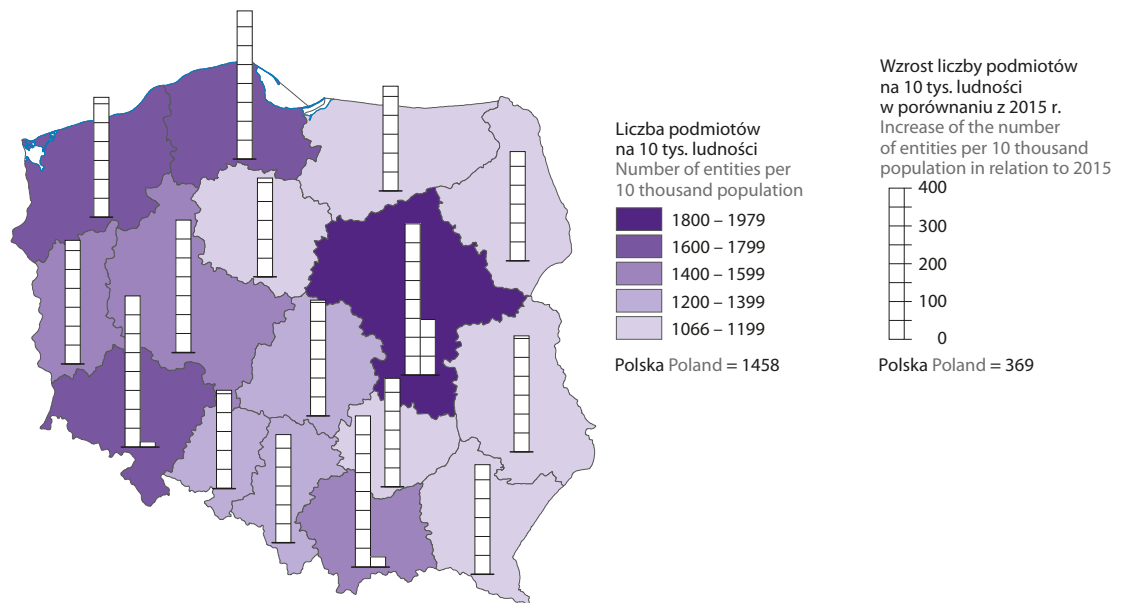 Liczba podmiotów
na 10 tys. ludności
Number of entities per
10 thousand population
1800 – 1979
1600 – 1799
1400 – 1599
1200 – 1399
1066 – 1199
Polska Poland = 1458
Wzrost liczby podmiotów
na 10 tys. ludności
w porównaniu z 2015 r.
Increase of the number
of entities per 10 thousand
population in relation to 2015
400
300
200
100
0
Polska Poland = 369